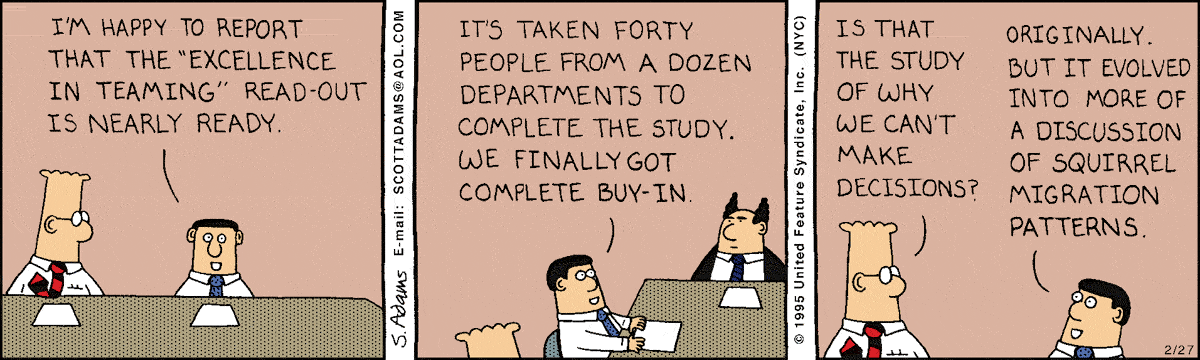 I'M HAPPY TO REPORT
THAT THE "EXCELLENCE
IN TEAMING" READ-OUT
IS NEARLY READY.
S. Adams E-mail: SCOTTADAMS@AOL.COM
IT'S TAKEN FORTY
PEOPLE FROM A DOZEN
DEPARTMENTS TO
COMPLETE THE STUDY.
WE FINALLY GOT
COMPLETE BUY-IN.
© 1995 United Feature Syndicate, Inc. (NYC)
IS THAT
THE STUDY
OF WHY
WE CAN'T
MAKE
DECISIONS?
ORIGINALLY.
BUT IT EVOLVED
INTO MORE OF
A DISCUSSION
OF SQUIRREL
MIGRATION
PATTERNS.
2/27